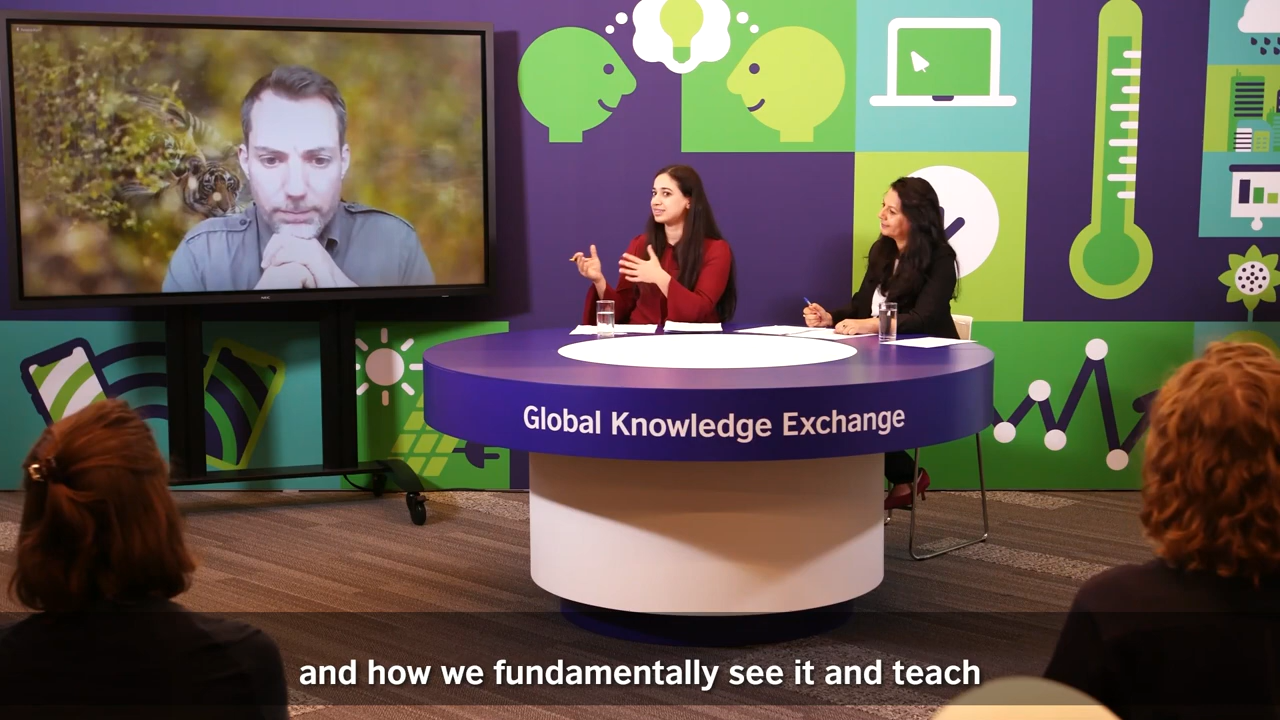 Global Knowledge Exchange
and how we fundamentally see it and teach